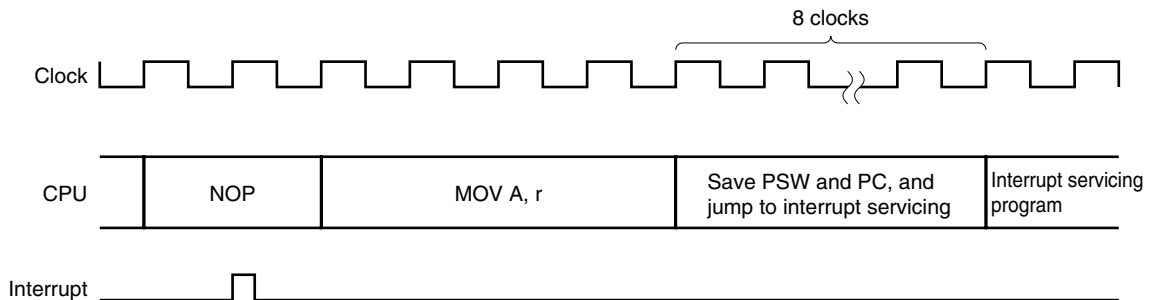 8 clocks
Clock
CPU
NOP
MOV A, r
Save PSW and PC, and
jump to interrupt servicing
Interrupt servicing
program
Interrupt